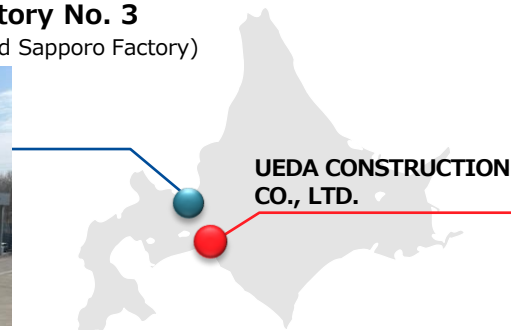 tory No. 3
d Sapporo Factory)
UEDA CONSTRUCTION
CO., LTD.